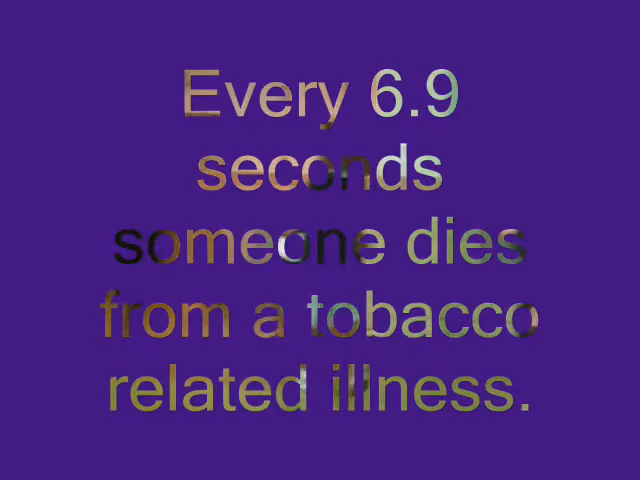 Every 6.9
seconds
someone dies
from a tobacco
related illness.